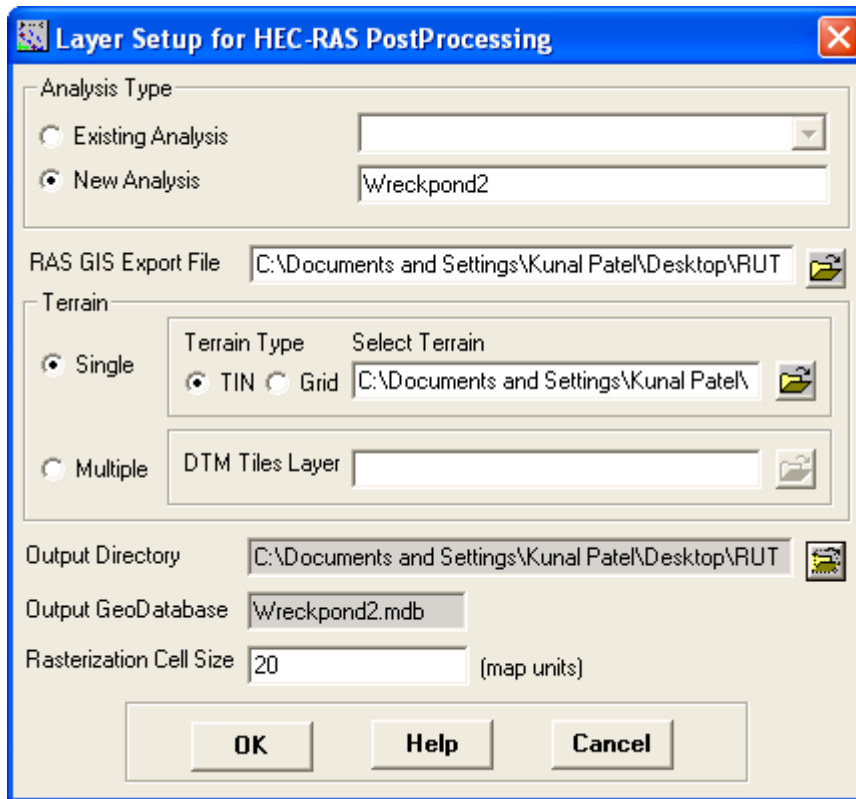 Layer Setup for HEC-RAS PostProcessing
Analysis Type
Existing Analysis
New Analysis Wreckpond2
RAS GIS Export File C:\Documents and Settings\Kunal Patel\Desktop\RUT
Terrain
Terrain Type Select Terrain
Single TIN Grid C:\Documents and Settings\Kunal Patel\
Multiple DTM Tiles Layer
Output Directory C:\Documents and Settings\Kunal Patel\Desktop\RUT
Output GeoDatabase Wreckpond2.mdb
Rasterization Cell Size 20 (map units)
OK Help Cancel